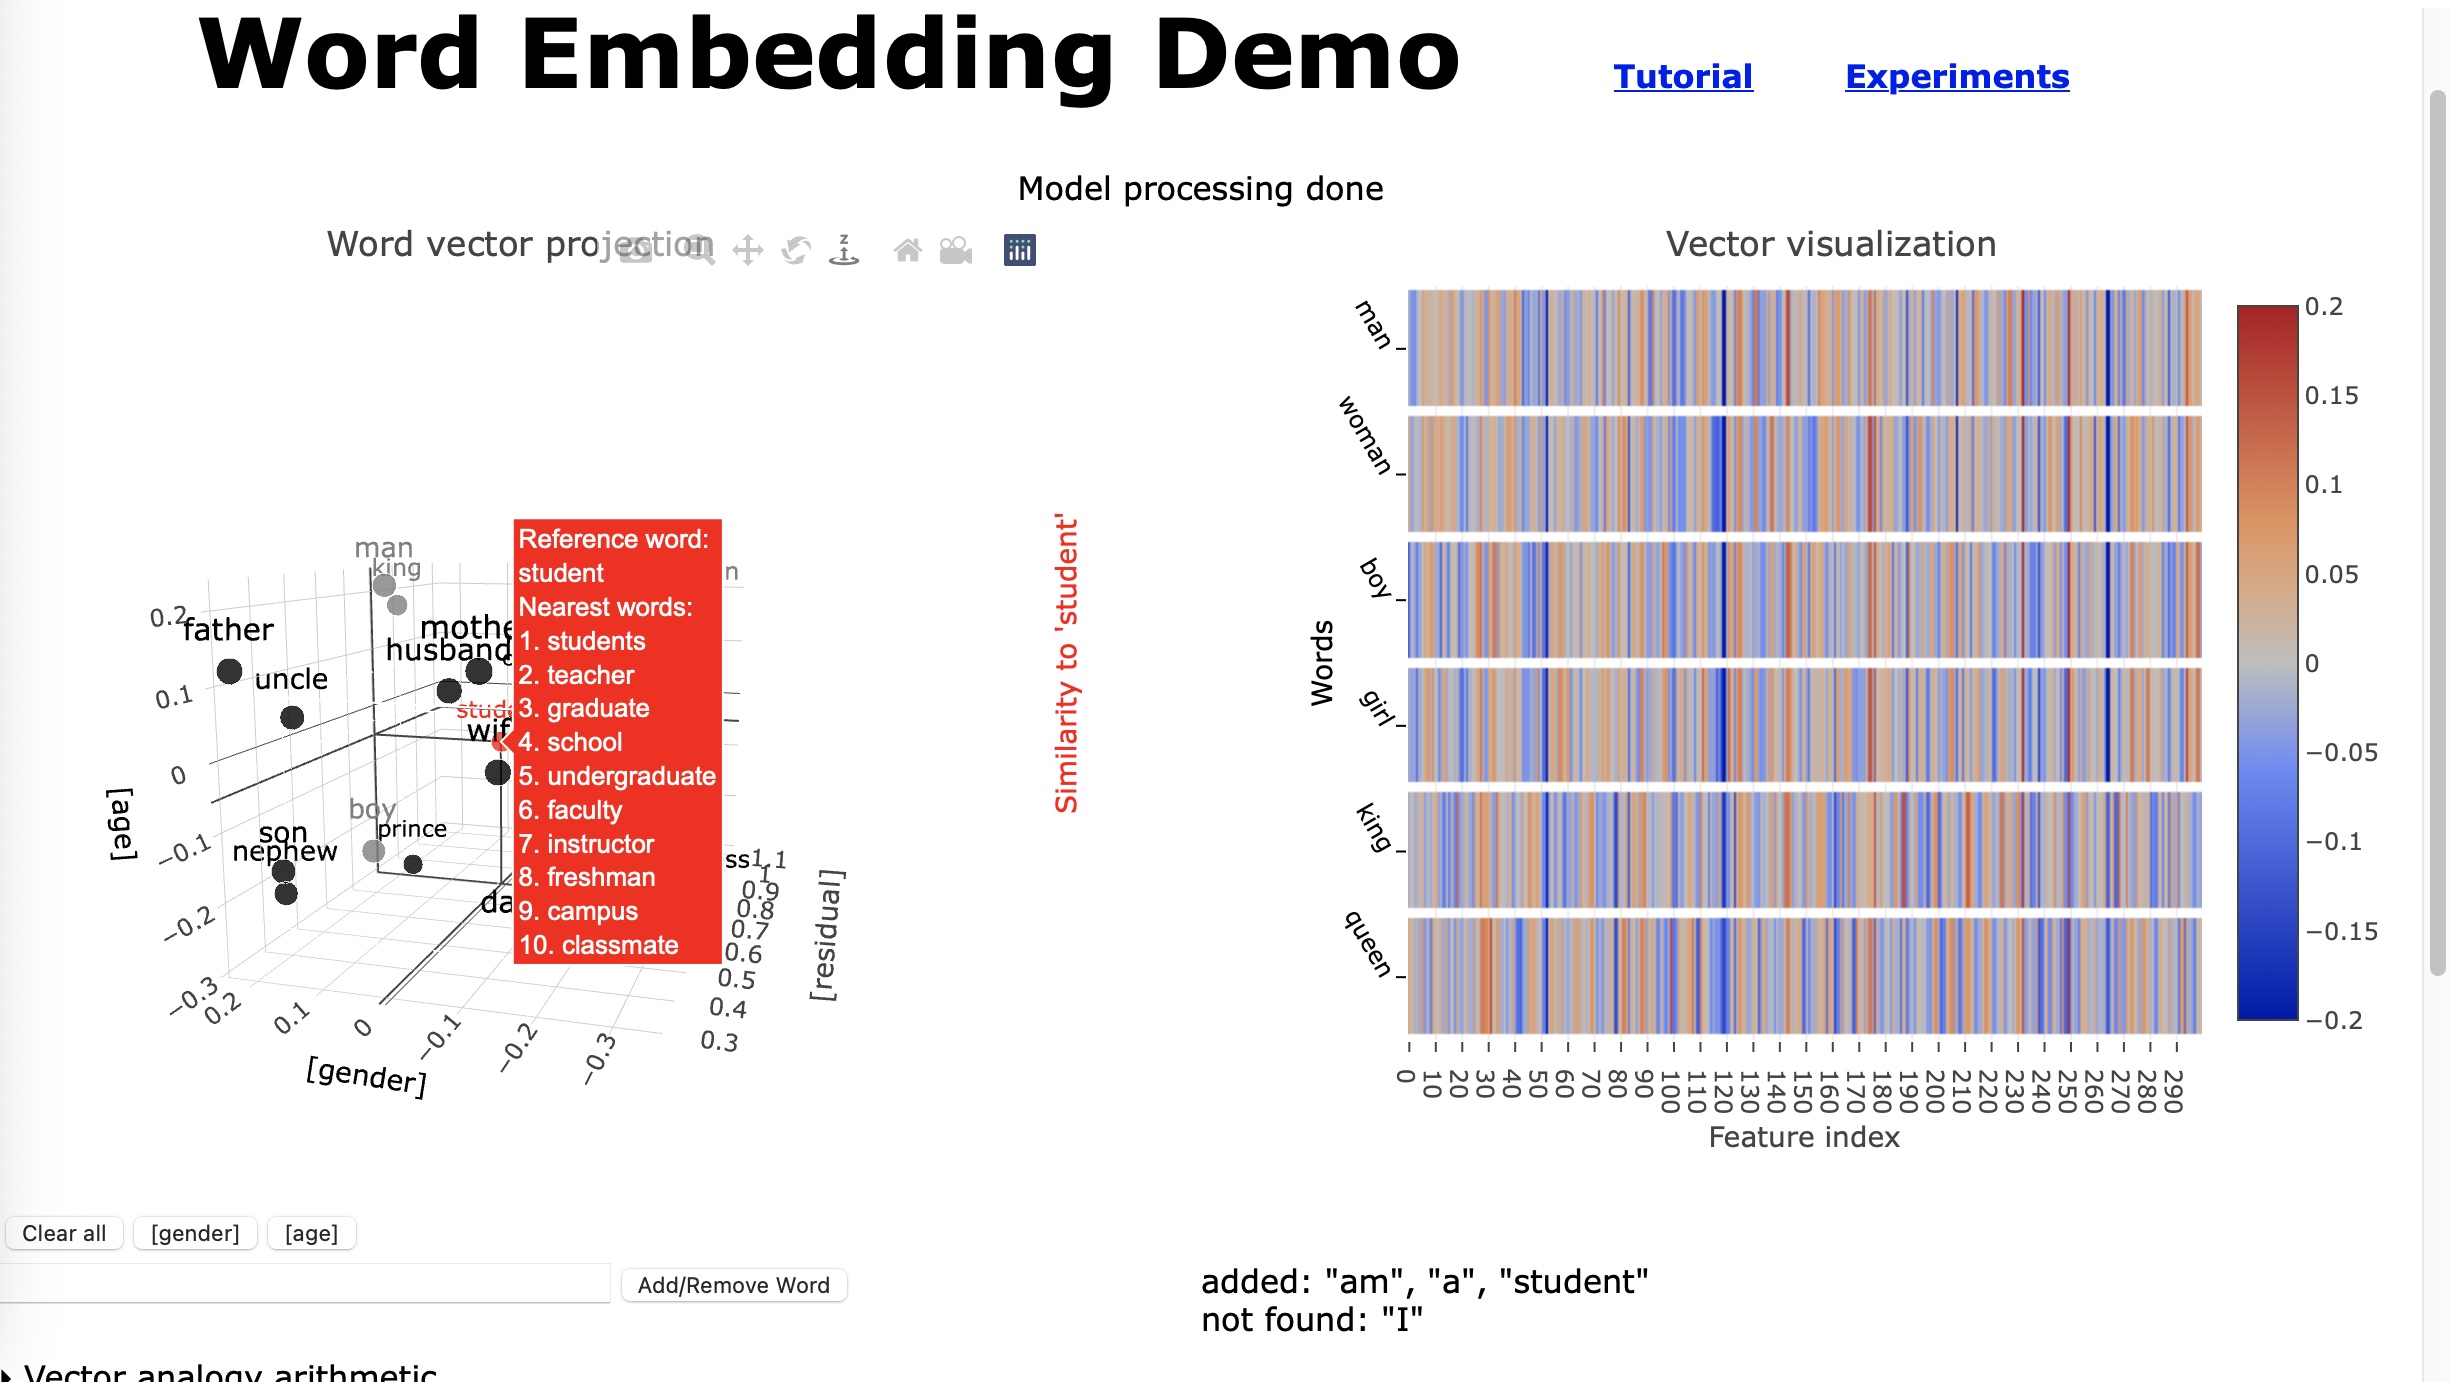 Word Embedding Demo
Tutorial
Experiments
Model processing done
Word vector projection
z
man
king
n
0.2
father
mothe
husband
uncle
0.1
stude
wif
0
[age]
boy
prince
son
nephew
−0.1
ss
da
−0.2
−0.3
0.2
0.1
0
−0.1
−0.2
−0.3
[gender]
1.1
1
0.9
0.8
0.7
0.6
0.5
0.4
0.3
[residual]
Reference word:
student
Nearest words:
1. students
2. teacher
3. graduate
4. school
5. undergraduate
6. faculty
7. instructor
8. freshman
9. campus
10. classmate
Similarity to 'student'
Vector visualization
Words
man
woman
boy
girl
king
queen
0 10 20 30 40 50 60 70 80 90 100 110 120 130 140 150 160 170 180 190 200 210 220 230 240 250 260 270 280 290
Feature index
0.2
0.15
0.1
0.05
0
−0.05
−0.1
−0.15
−0.2
Clear all
[gender]
[age]
Add/Remove Word
added: "am", "a", "student"
not found: "I"
Vector analogy arithmetic